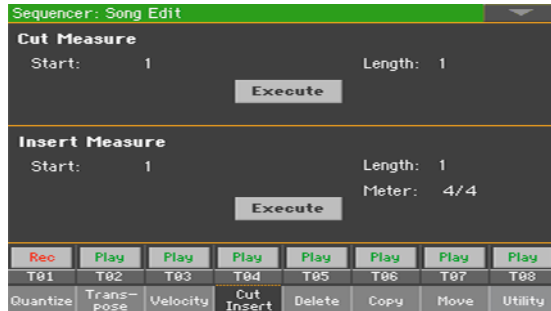 Sequencer: Song Edit
Cut Measure
Start: 1 Length: 1
Execute
Insert Measure
Start: 1 Length: 1
Meter: 4/4
Execute
Rec Play Play Play Play Play Play Play
T01 T02 T03 T04 T05 T06 T07 T08
Quantize Trans-pose Velocity Cut Insert Delete Copy Move Utility